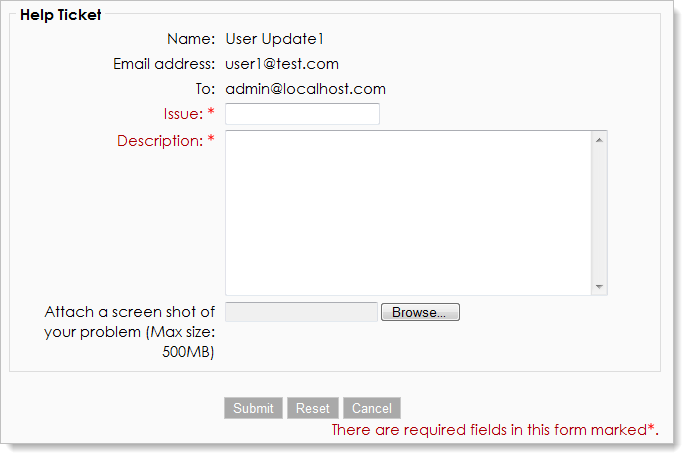 Help Ticket
Name: User Update1
Email address: user1@test.com
To: admin@localhost.com
Issue: *
Description: *
Attach a screen shot of
your problem (Max size:
500MB)
Browse...
Submit Reset Cancel
There are required fields in this form marked*.